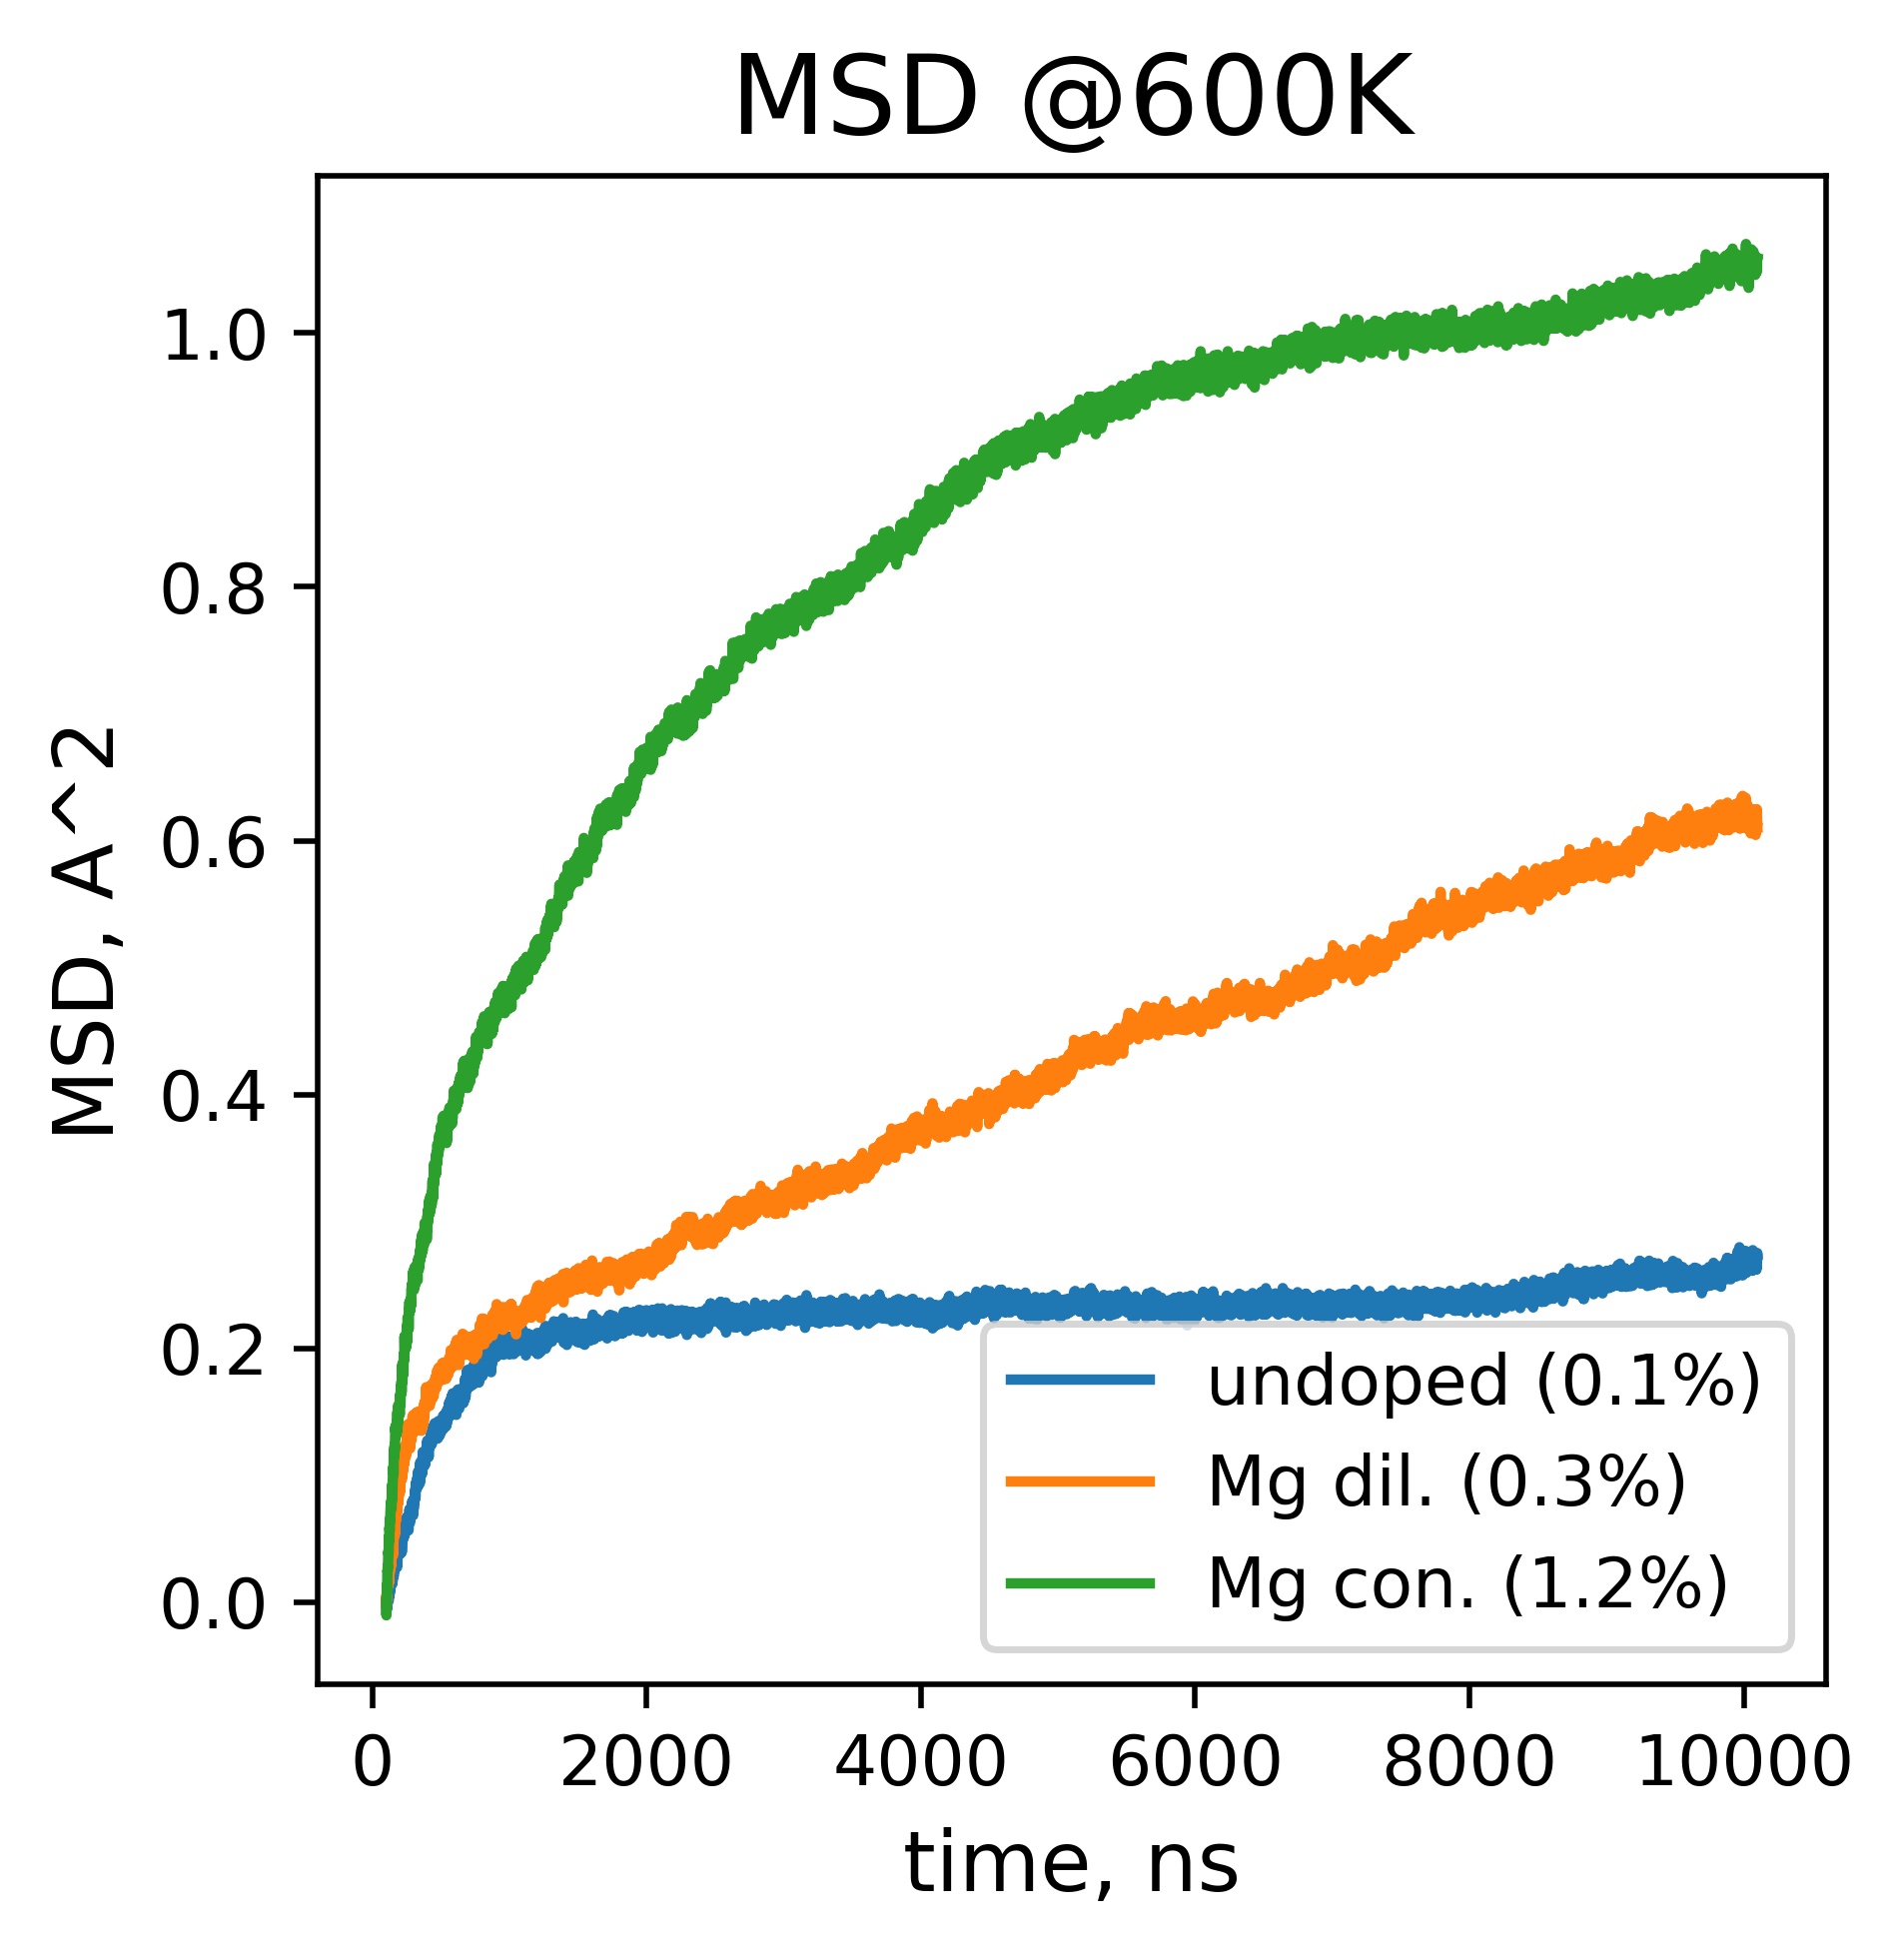 MSD @600K
1.0
0.8
0.6
0.4
0.2
0.0
MSD, A^2
undoped (0.1%)
Mg dil. (0.3%)
Mg con. (1.2%)
0 2000 4000 6000 8000 10000
time, ns